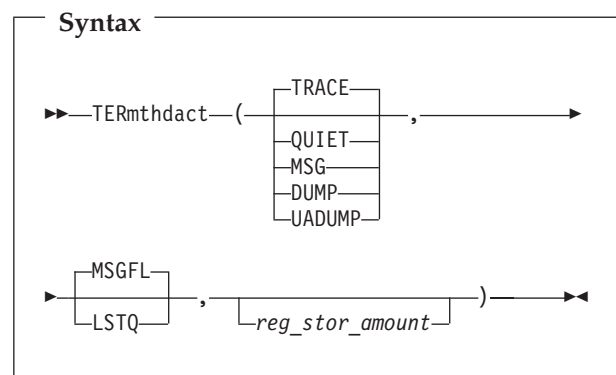 Syntax
TRACE
TERmthdact ( ,
QUIET
MSG
DUMP
UADUMP
MSGFL
LSTQ , reg_stor_amount )